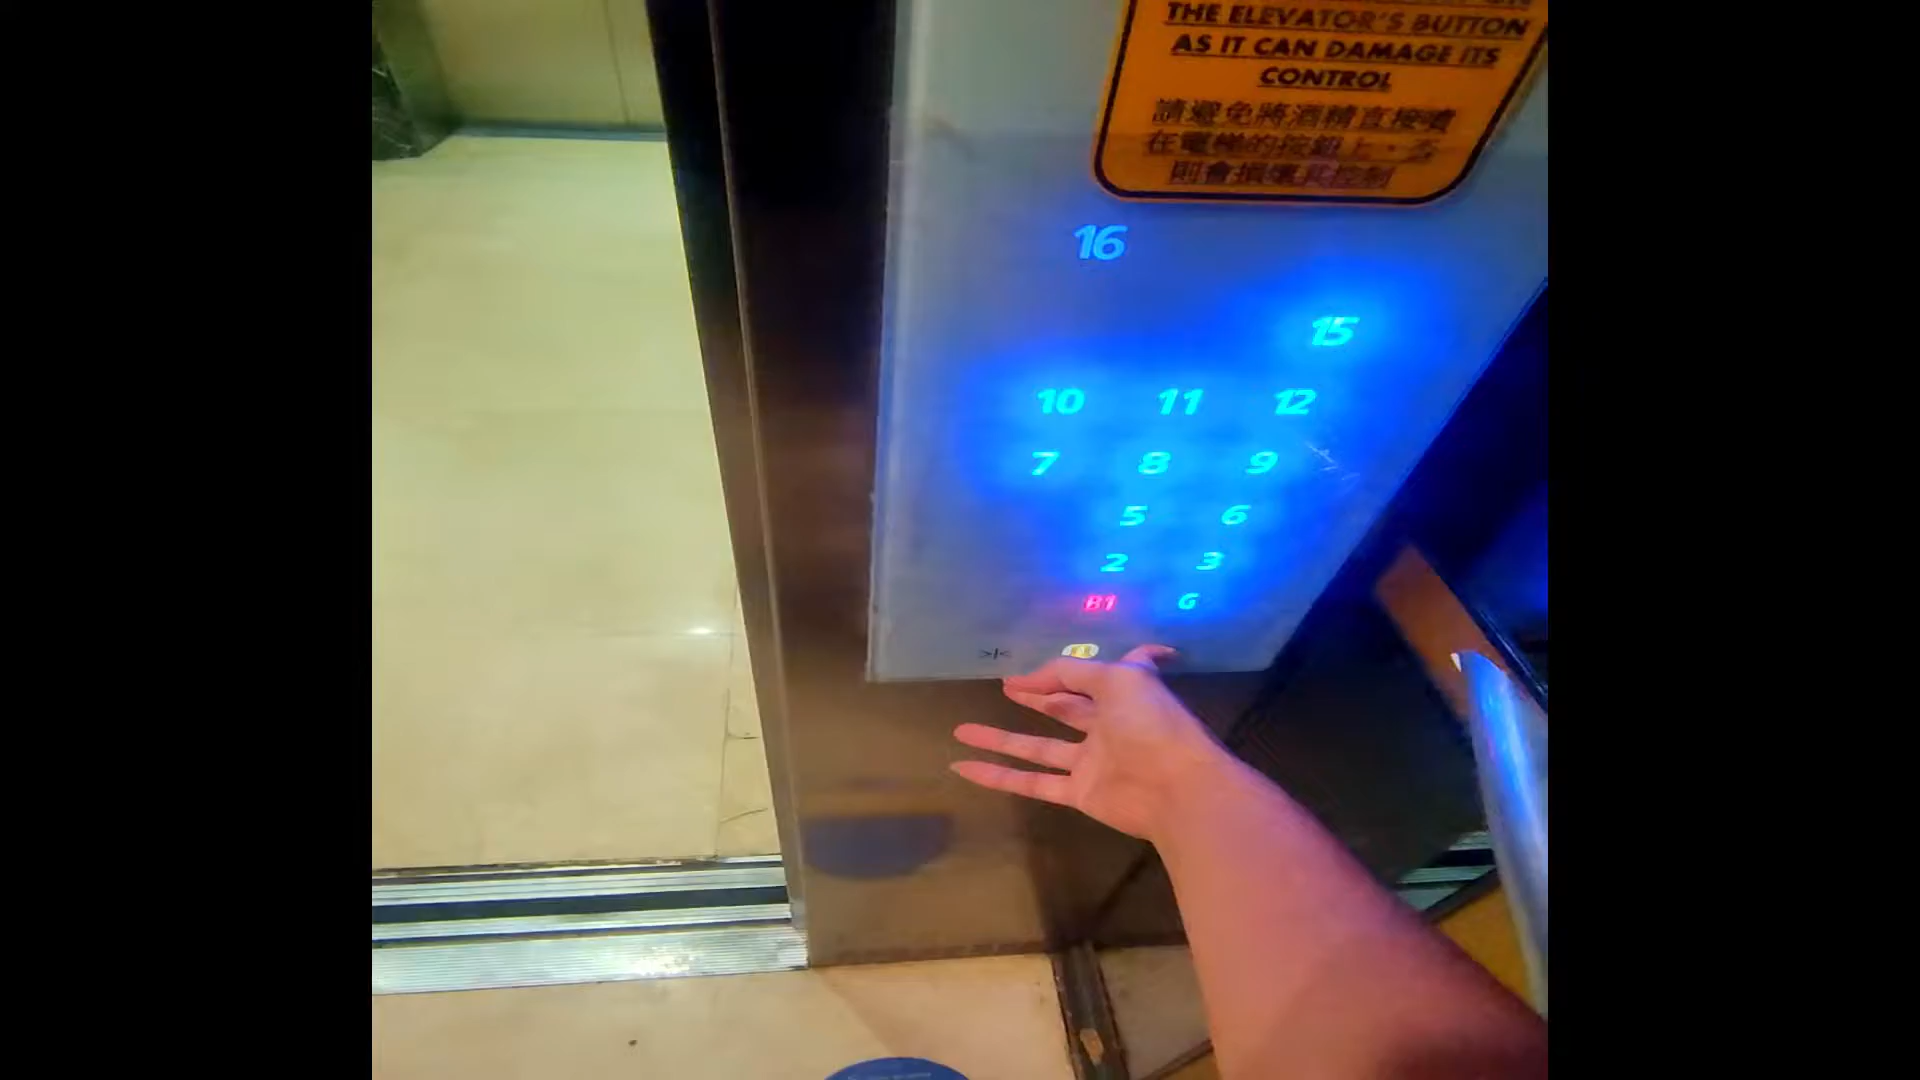 THE ELEVATOR'S BUTTON
AS IT CAN DAMAGE ITS
CONTROL
請避免將酒精直接噴
在電梯的按鈕上,否
則會損壞其控制
16
15
10 11 12
7 8 9
5 6
2 3
B1 G
>|<